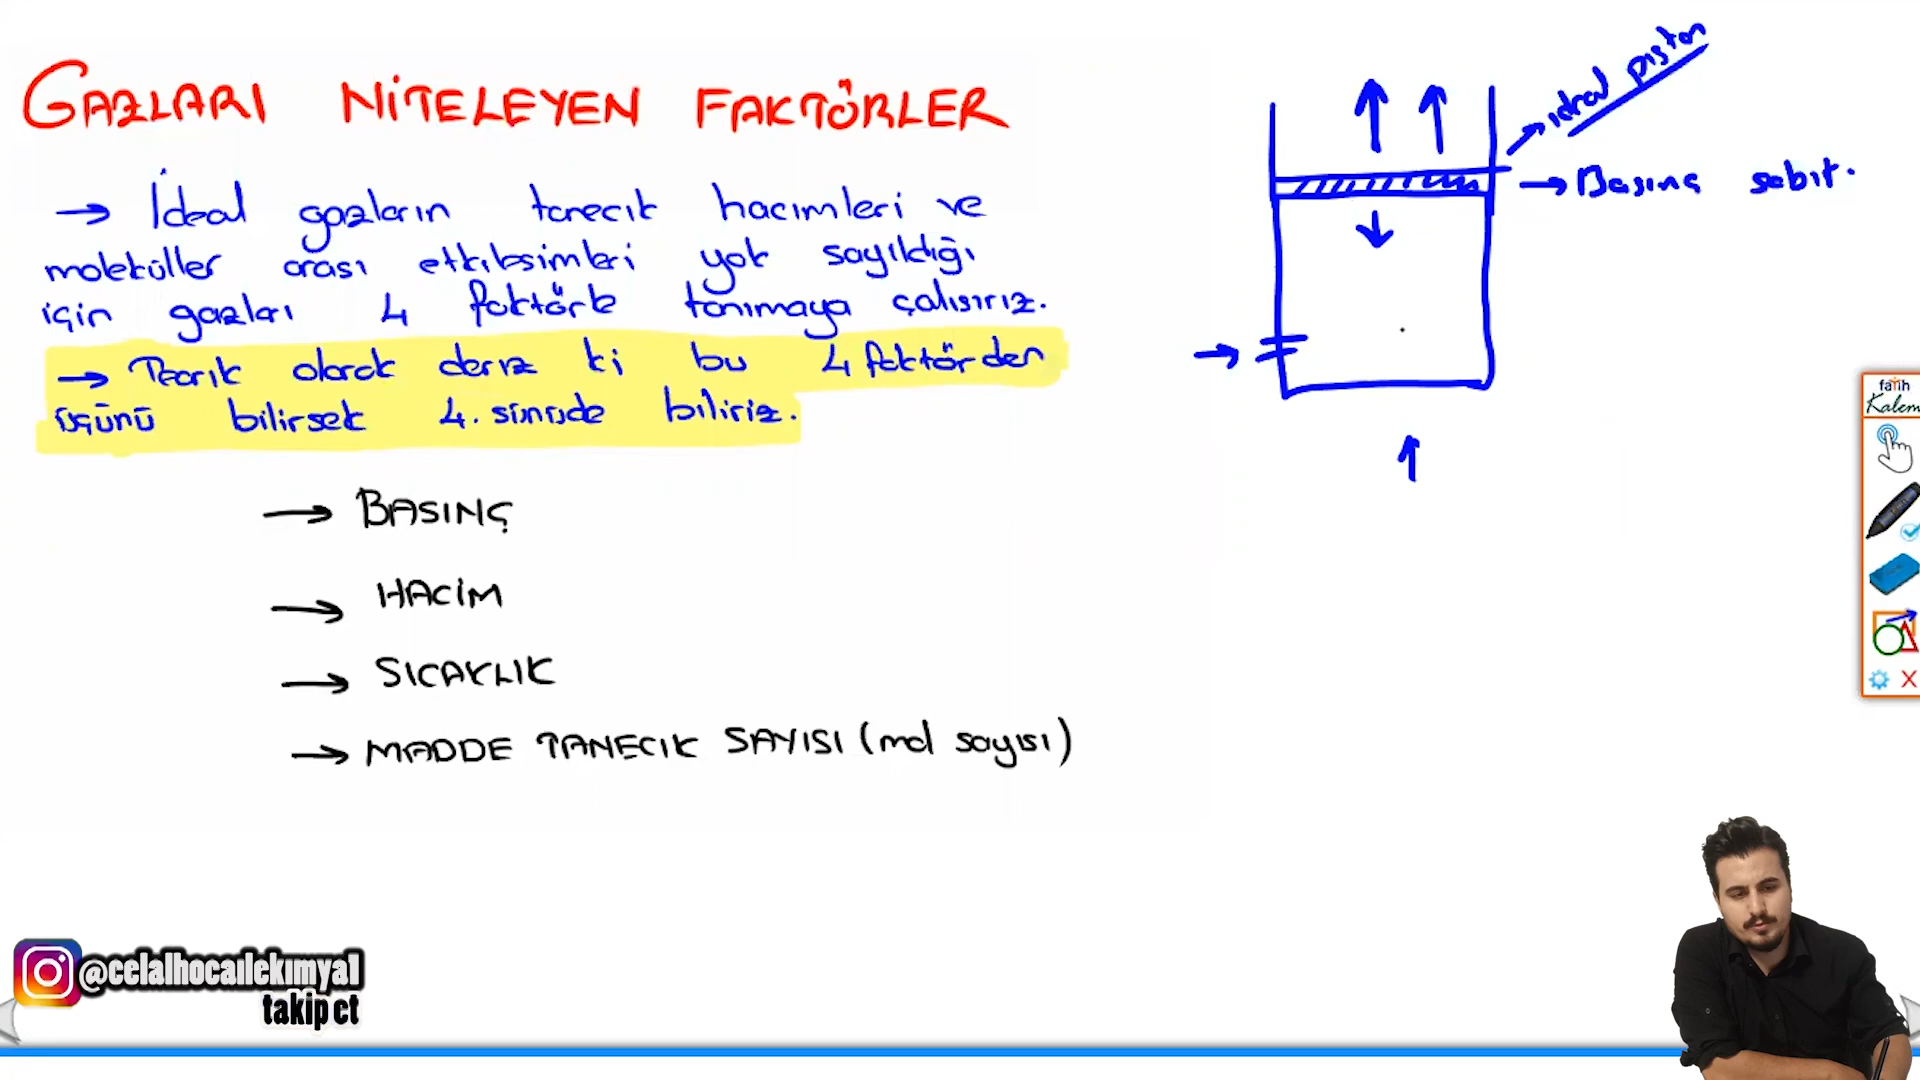 GAZLARI NİTELEYEN FAKTÖRLER
→ İdeal gazların tanecik hacimleri ve
moleküller arası etkileşimleri yok sayıldığı
için gazları 4 faktörle tanımaya çalışırız.
→ Teorik olarak deriz ki bu 4 faktörden
üçünü bilirsek 4. sünüde biliriz.
→ BASINÇ
→ HACİM
→ SICAKLIK
→ MADDE TANECIK SAYISI (mol sayısı)
→ ideal piston
→ Basınç sabit.
fatih
Kalem
X
@celalhocailekimya1
takip et